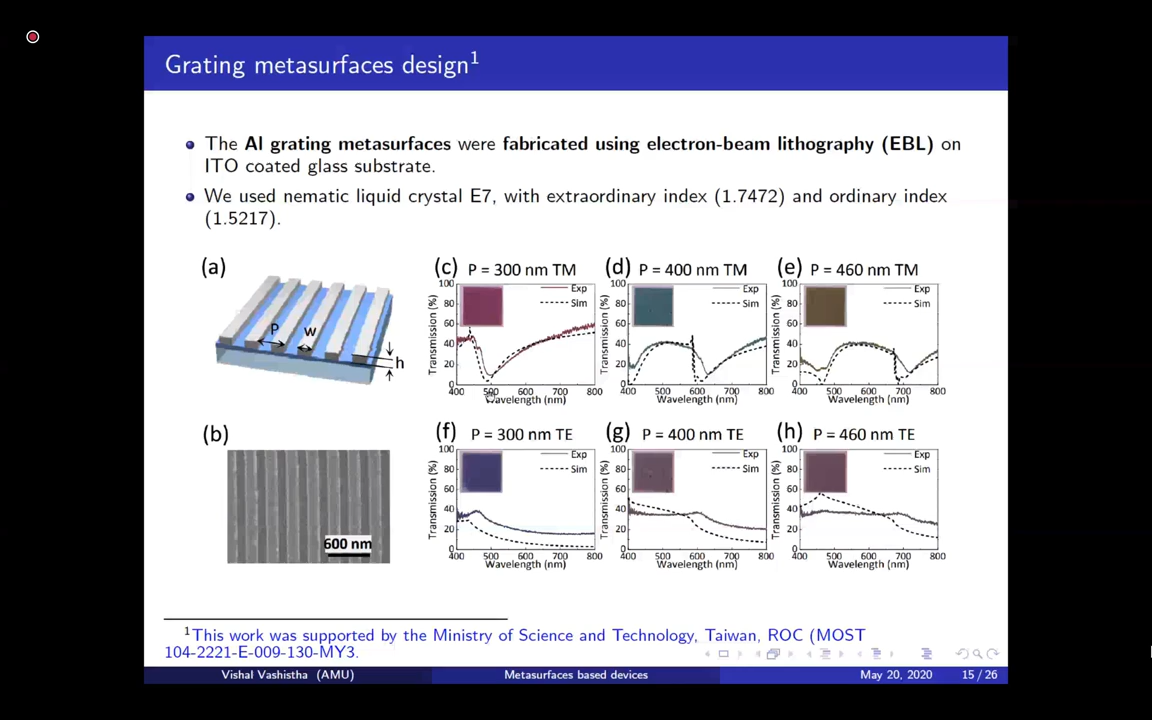 Grating metasurfaces design1
The Al grating metasurfaces were fabricated using electron-beam lithography (EBL) on
ITO coated glass substrate.
We used nematic liquid crystal E7, with extraordinary index (1.7472) and ordinary index
(1.5217).
(a)
P
w
h
(b)
600 nm
(c) P = 300 nm TM
100
80
60
40
20
0
Transmission (%)
Exp
Sim
400 500 600 700 800
Wavelength (nm)
(d) P = 400 nm TM
100
80
60
40
20
0
Transmission (%)
Exp
Sim
400 500 600 700 800
Wavelength (nm)
(e) P = 460 nm TM
100
80
60
40
20
0
Transmission (%)
Exp
Sim
400 500 600 700 800
Wavelength (nm)
(f) P = 300 nm TE
100
80
60
40
20
0
Transmission (%)
Exp
Sim
400 500 600 700 800
Wavelength (nm)
(g) P = 400 nm TE
100
80
60
40
20
0
Transmission (%)
Exp
Sim
400 500 600 700 800
Wavelength (nm)
(h) P = 460 nm TE
100
80
60
40
20
0
Transmission (%)
Exp
Sim
400 500 600 700 800
Wavelength (nm)
1This work was supported by the Ministry of Science and Technology, Taiwan, ROC (MOST
104-2221-E-009-130-MY3.
Vishal Vashistha (AMU) Metasurfaces based devices May 20, 2020 15 / 26